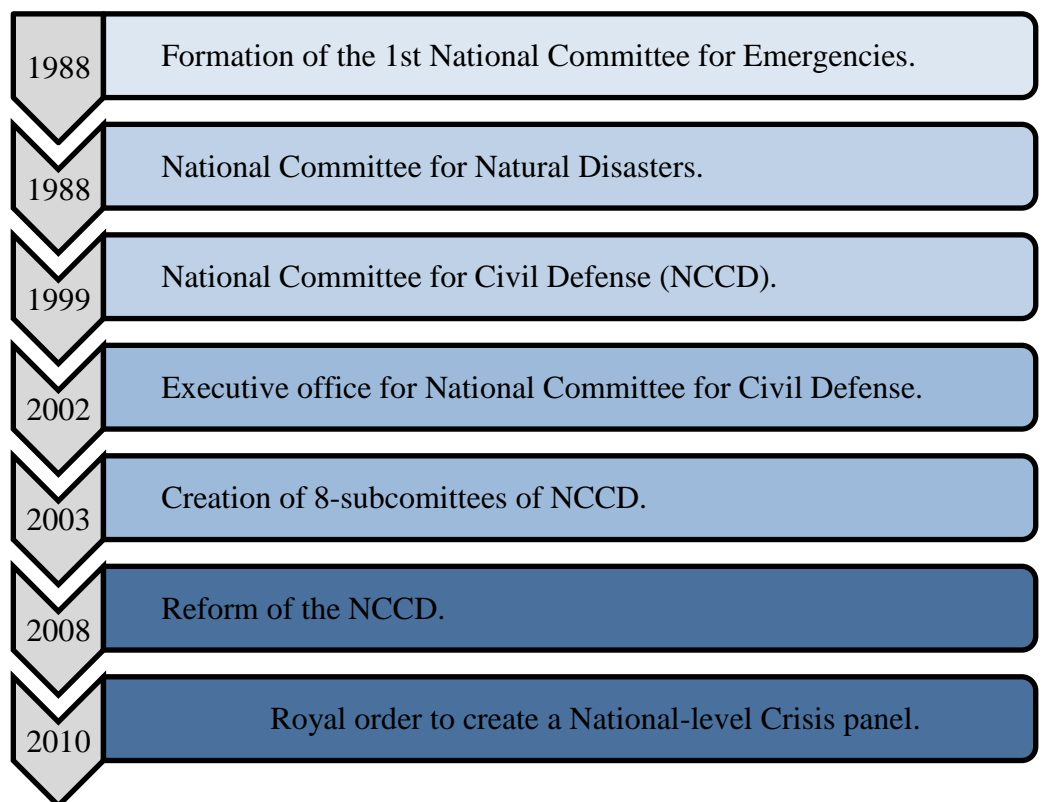 1988
Formation of the 1st National Committee for Emergencies.
1988
National Committee for Natural Disasters.
1999
National Committee for Civil Defense (NCCD).
2002
Executive office for National Committee for Civil Defense.
2003
Creation of 8-subcomittees of NCCD.
2008
Reform of the NCCD.
2010
Royal order to create a National-level Crisis panel.